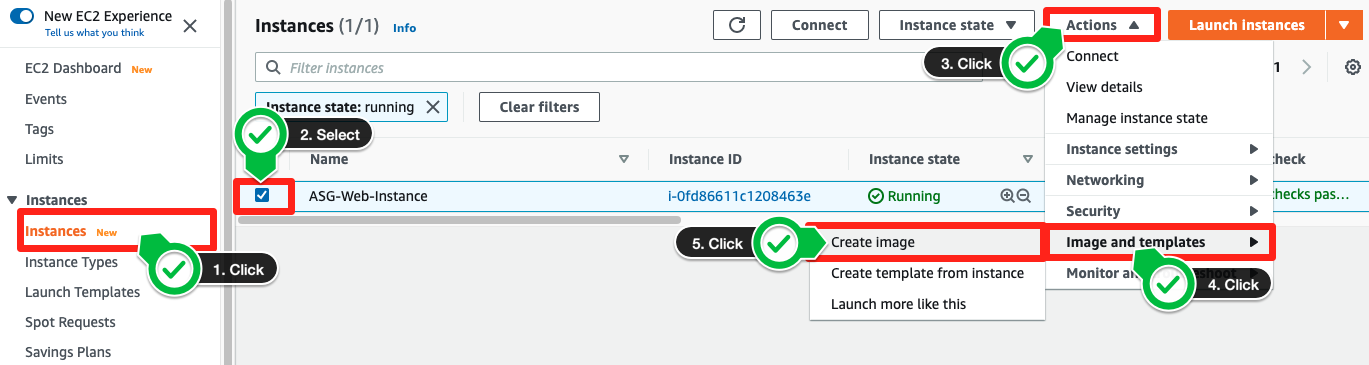 New EC2 Experience
Tell us what you think
EC2 Dashboard New
Events
Tags
Limits
Instances
Instances New
1. Click
Instance Types
Launch Templates
Spot Requests
Savings Plans
Instances (1/1) Info
Connect
Instance state
Actions
Launch instances
Filter instances
3. Click
1
Instance state: running
Clear filters
2. Select
Name
Instance ID
Instance state
check
ASG-Web-Instance
i-0fd86611c1208463e
Running
checks pas...
Connect
View details
Manage instance state
Instance settings
Networking
Security
Image and templates
Monitor an
shoot
4. Click
5. Click
Create image
Create template from instance
Launch more like this